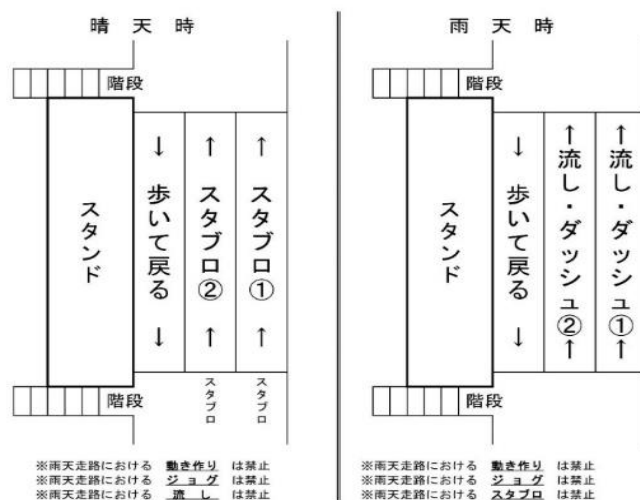 晴天時
階段
スタンド
↓ 歩いて戻る ↓
↑ スタブロ② ↑
↑ スタブロ① ↑
スタブロ
スタブロ
階段
※雨天走路における 動き作り は禁止
※雨天走路における ジョグ は禁止
※雨天走路における 流し は禁止
雨天時
階段
スタンド
↓ 歩いて戻る ↓
↑流し・ダッシュ②↑
↑流し・ダッシュ①↑
階段
※雨天走路における 動き作り は禁止
※雨天走路における ジョグ は禁止
※雨天走路における スタブロ は禁止